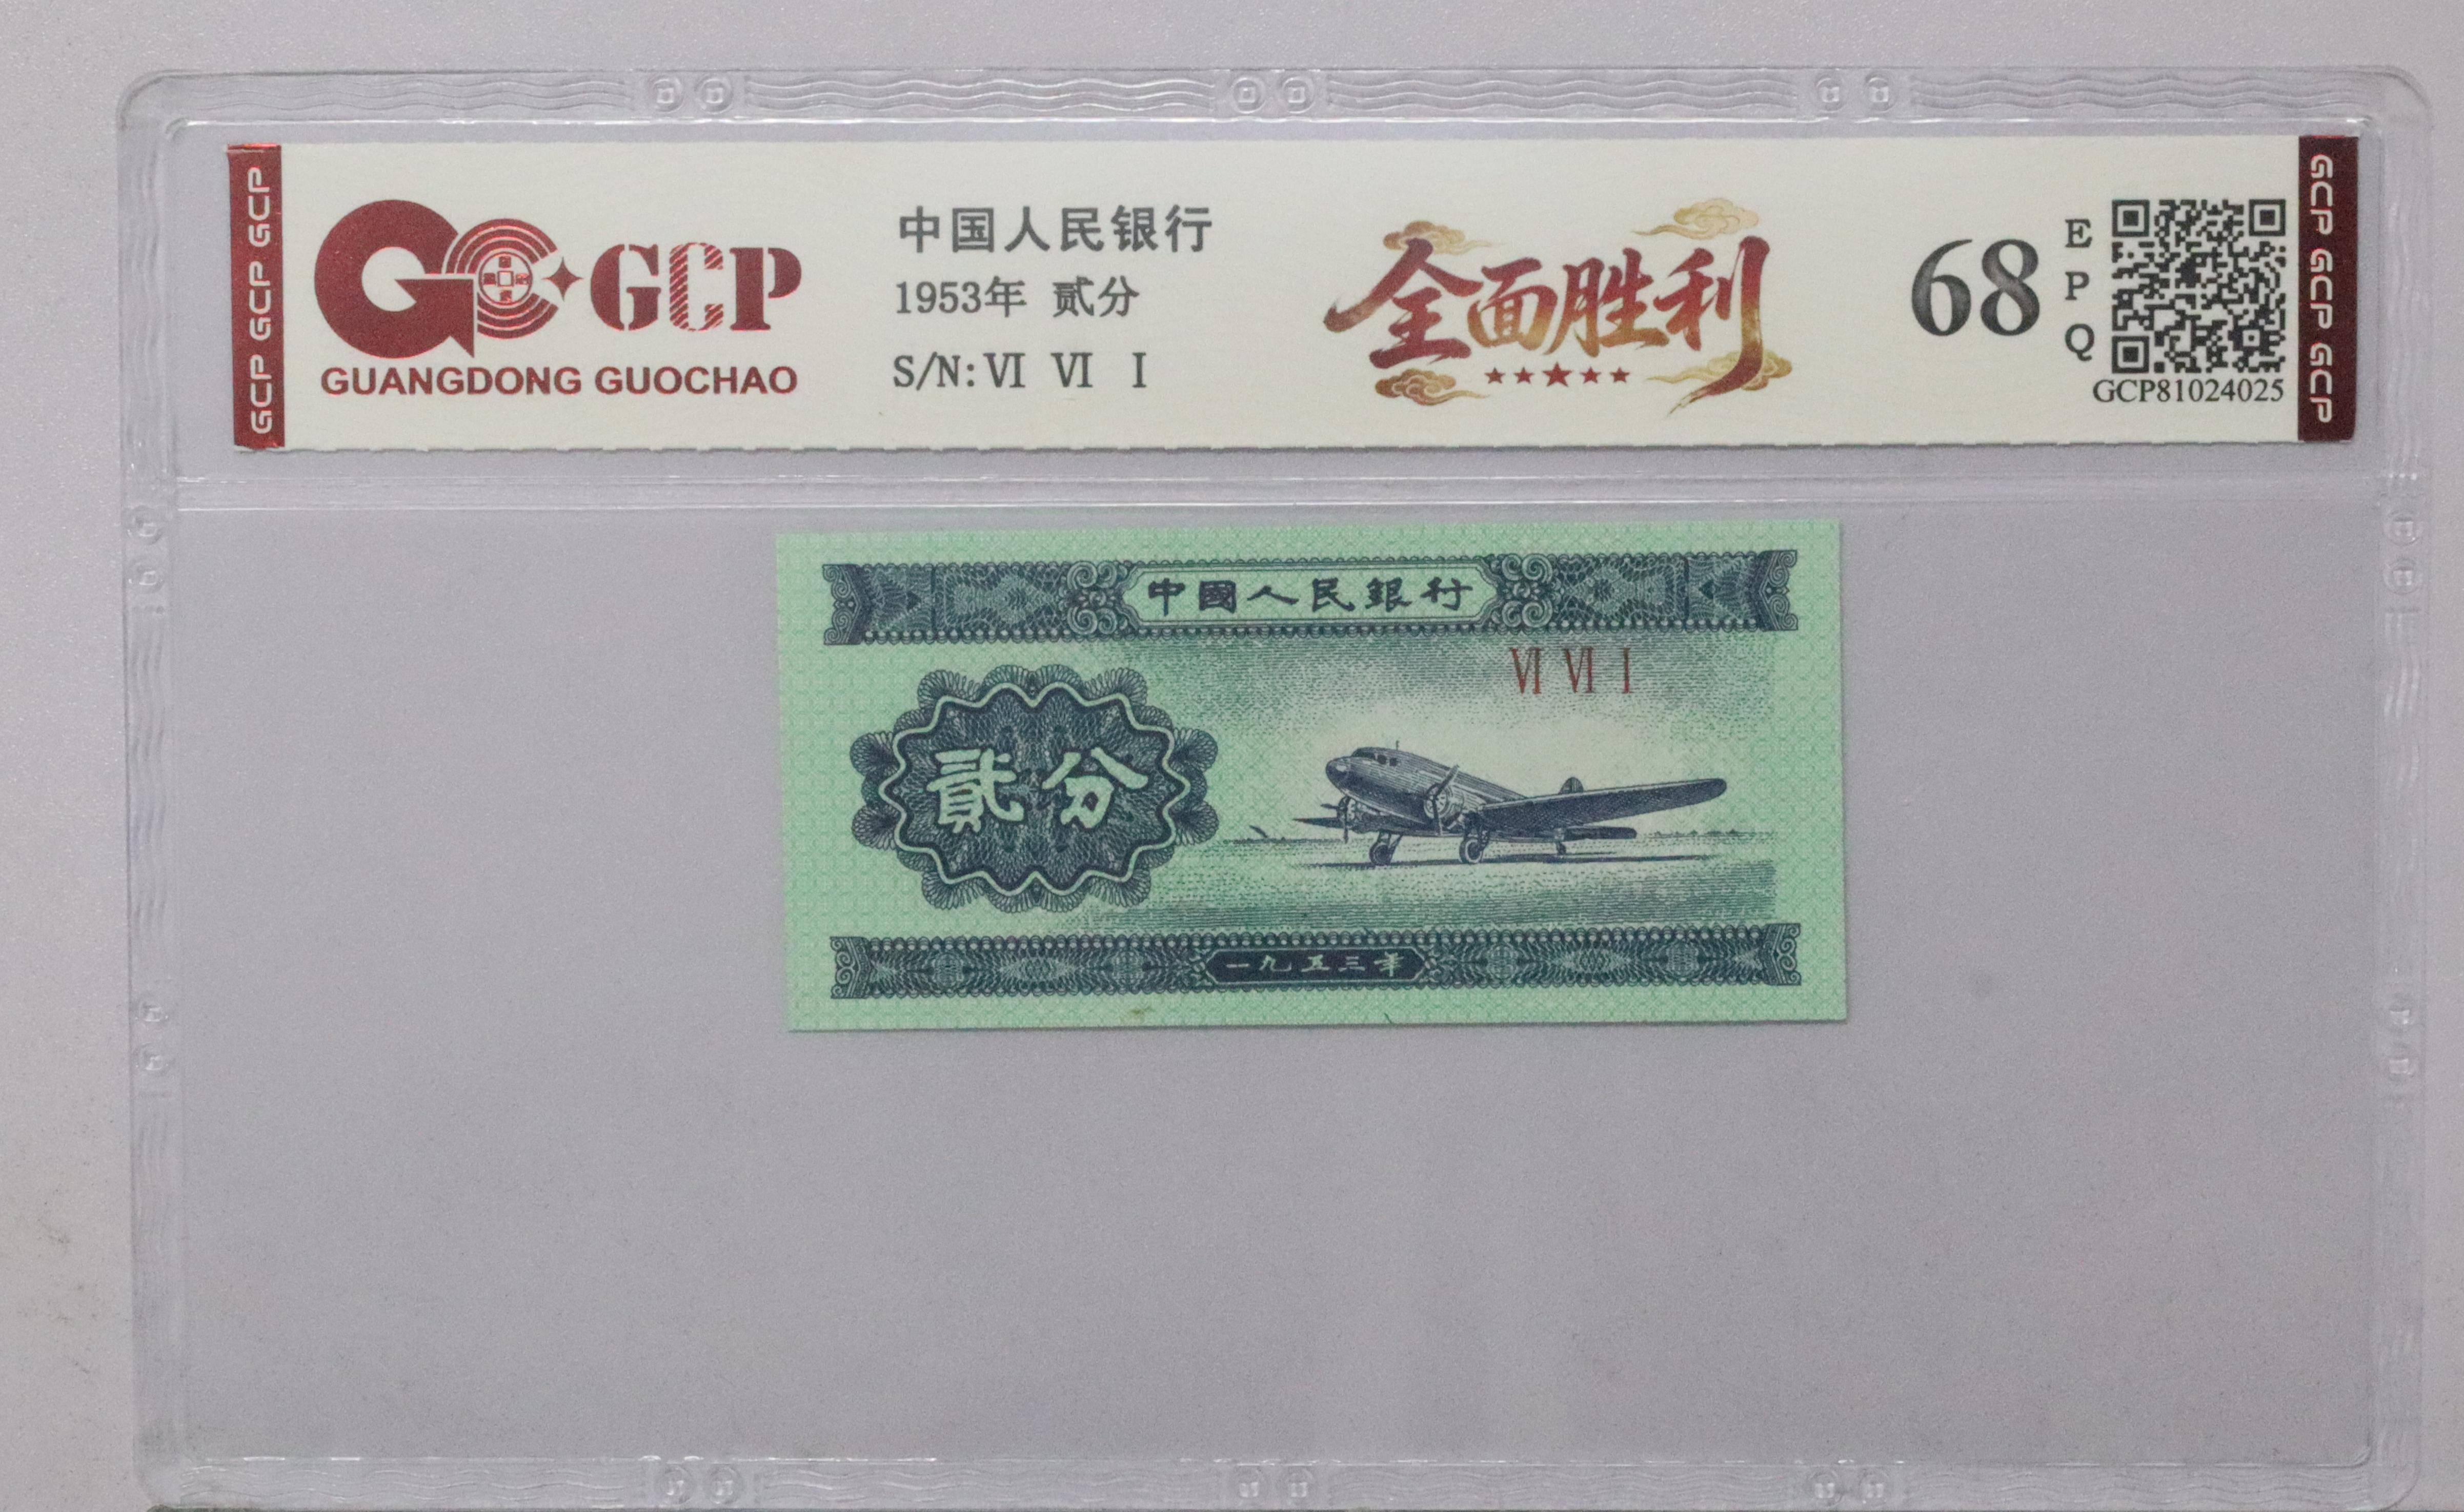 GCP GCP GCP
GCP
GUANGDONG GUOCHAO
中国人民银行
1953年 贰分
S/N:Ⅵ Ⅵ Ⅰ
全面胜利
68
E
P
Q
GCP81024025
GCP GCP GCP
中國人民銀行
Ⅵ Ⅵ Ⅰ
貳分
一九五三年